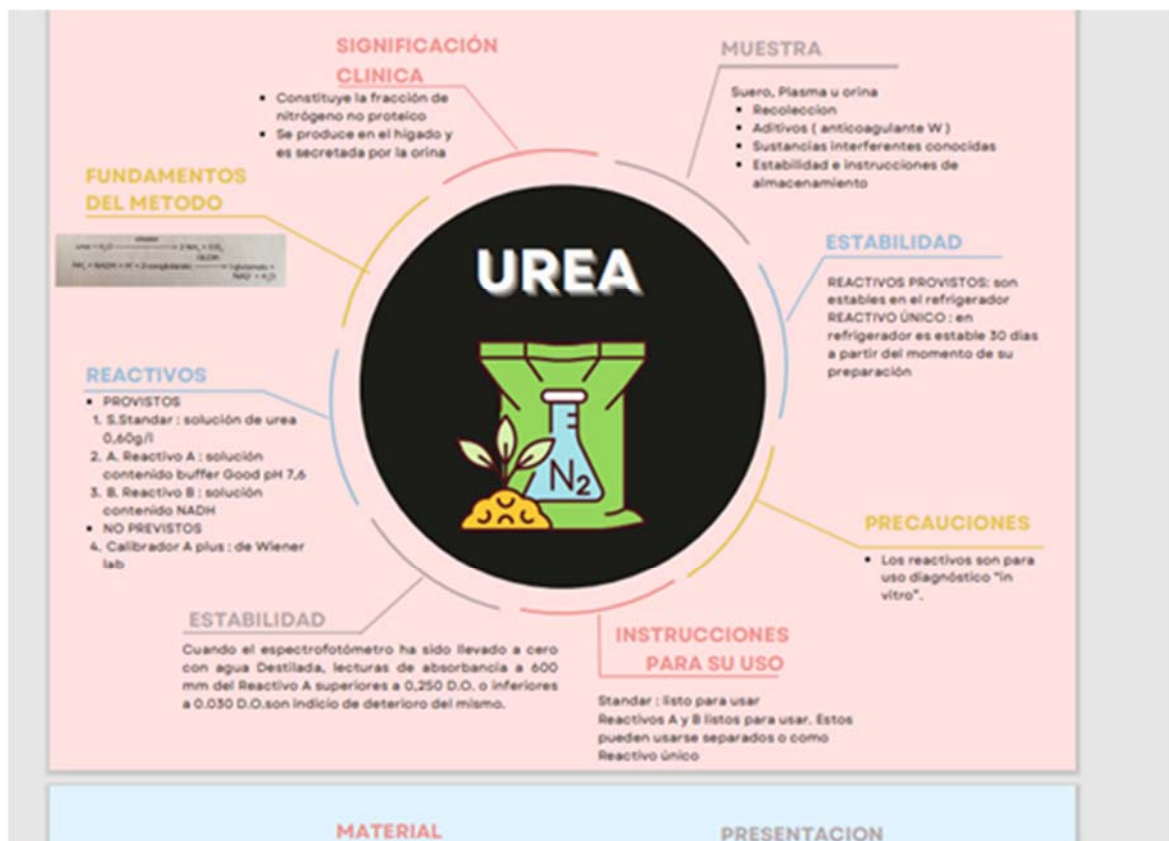 SIGNIFICACIÓN
CLINICA
Constituye la fracción de
nitrógeno no proteico
Se produce en el higado y
es secretada por la orina
MUESTRA
Suero, Plasma u orina
Recoleccion
Aditivos ( anticoagulante W )
Sustancias interferentes conocidas
Estabilidad e instrucciones de
almacenamiento
FUNDAMENTOS
DEL METODO
ESTABILIDAD
REACTIVOS PROVISTOS: son
estables en el refrigerador
REACTIVO ÚNICO : en
refrigerador es estable 30 dias
a partir del momento de su
preparación
UREA
N2
REACTIVOS
PROVISTOS
1. S.Standar : solución de urea
0,60g/l
2. A. Reactivo A : solución
contenido buffer Good pH 7,6
3. B. Reactivo B : solución
contenido NADH
NO PREVISTOS
4. Calibrador A plus : de Wiener
lab
PRECAUCIONES
Los reactivos son para
uso diagnóstico "in
vitro".
ESTABILIDAD
Cuando el espectrofotómetro ha sido llevado a cero
con agua Destilada, lecturas de absorbancia a 600
mm del Reactivo A superiores a 0,250 D.O. o inferiores
a 0.030 D.O.son indicio de deterioro del mismo.
INSTRUCCIONES
PARA SU USO
Standar : listo para usar
Reactivos A y B listos para usar. Estos
pueden usarse separados o como
Reactivo único
MATERIAL
PRESENTACION